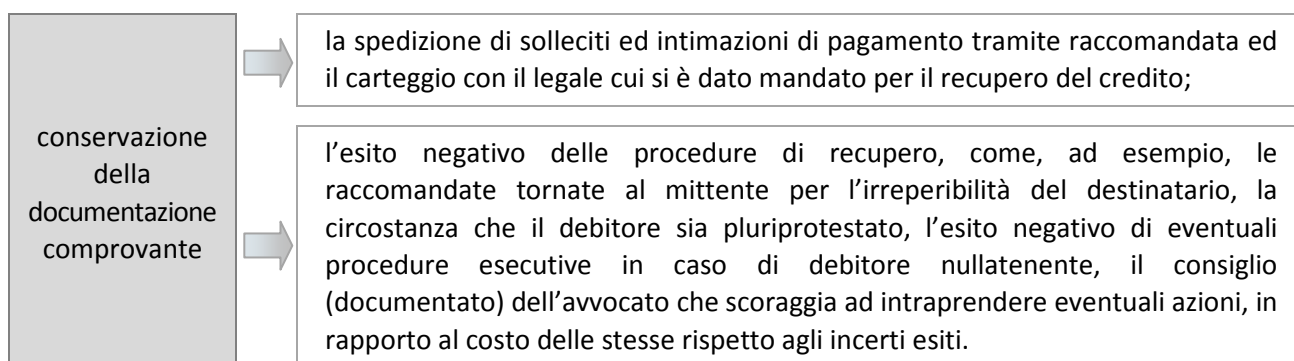 conservazione
della
documentazione
comprovante
la spedizione di solleciti ed intimazioni di pagamento tramite raccomandata ed
il carteggio con il legale cui si è dato mandato per il recupero del credito;
l’esito negativo delle procedure di recupero, come, ad esempio, le
raccomandate tornate al mittente per l’irreperibilità del destinatario, la
circostanza che il debitore sia pluriprotestato, l’esito negativo di eventuali
procedure esecutive in caso di debitore nullatenente, il consiglio
(documentato) dell’avvocato che scoraggia ad intraprendere eventuali azioni, in
rapporto al costo delle stesse rispetto agli incerti esiti.